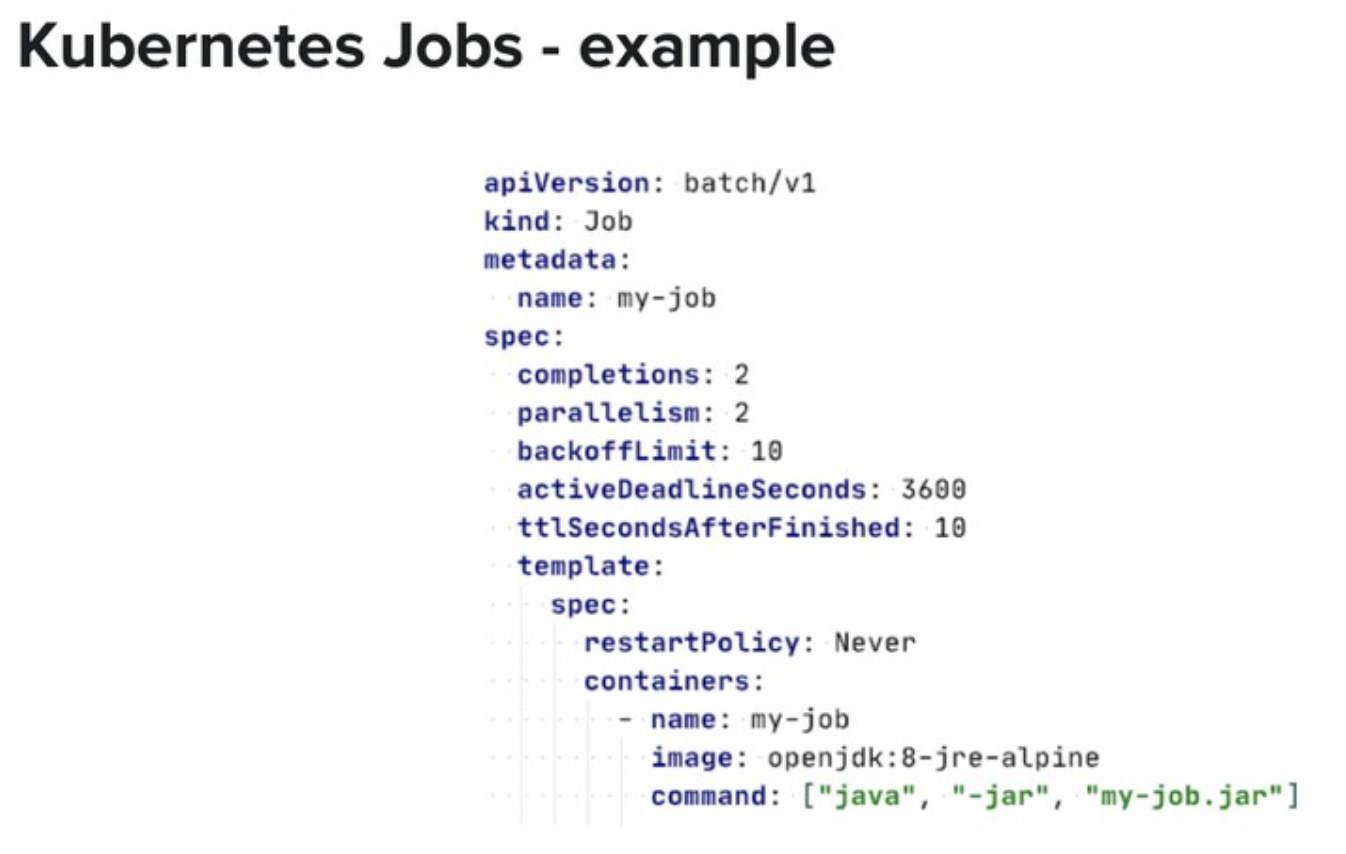 Kubernetes Jobs - example
apiVersion: batch/v1
kind: Job
metadata:
  name: my-job
spec:
  completions: 2
  parallelism: 2
  backoffLimit: 10
  activeDeadlineSeconds: 3600
  ttlSecondsAfterFinished: 10
  template:
    spec:
      restartPolicy: Never
      containers:
        - name: my-job
          image: openjdk:8-jre-alpine
          command: ["java", "-jar", "my-job.jar"]